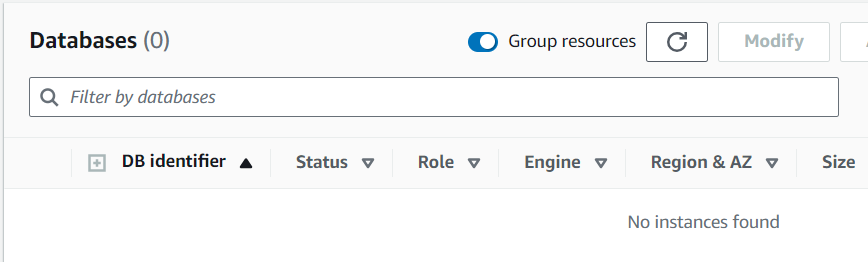 Databases (0) Group resources Modify
Filter by databases
DB identifier Status Role Engine Region & AZ Size
No instances found